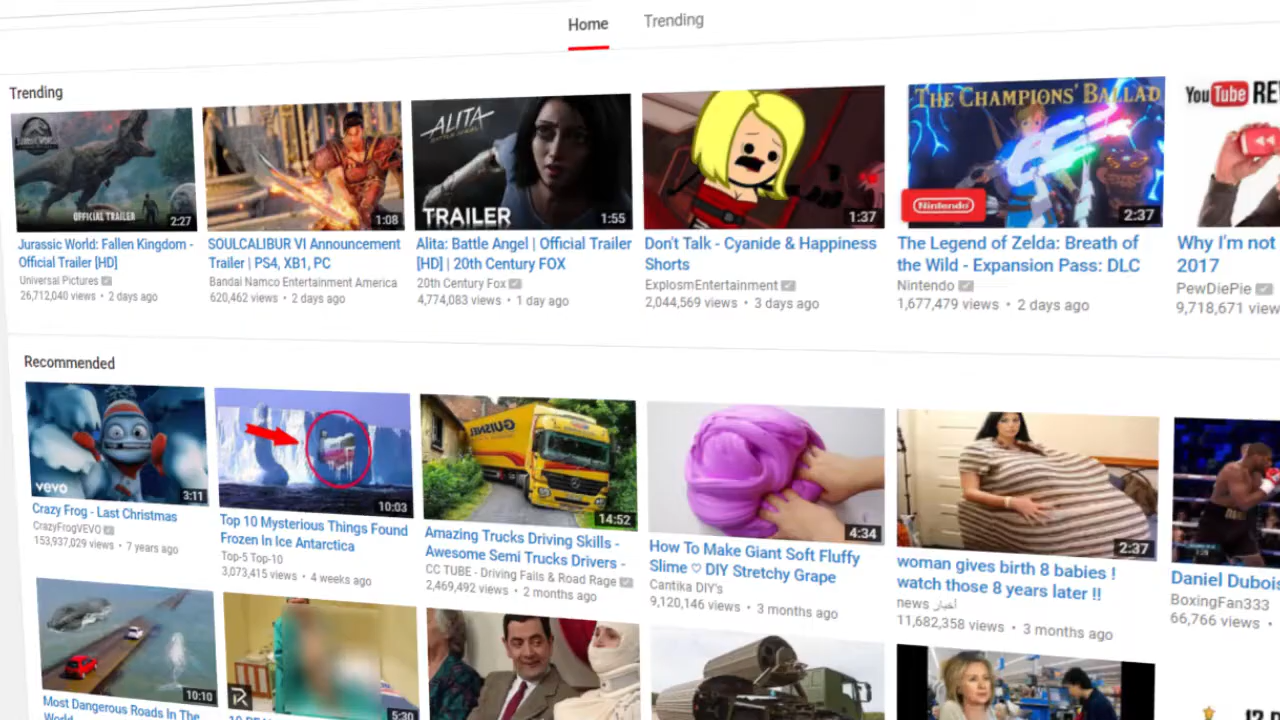 Home
Trending
Trending
JURASSIC WORLD
OFFICIAL TRAILER
2:27
Jurassic World: Fallen Kingdom -
Official Trailer [HD]
Universal Pictures
26,712,040 views • 2 days ago
1:08
SOULCALIBUR VI Announcement
Trailer | PS4, XB1, PC
Bandai Namco Entertainment America
620,462 views • 2 days ago
ALITA
TRAILER
1:55
Alita: Battle Angel | Official Trailer
[HD] | 20th Century FOX
20th Century Fox
4,774,083 views • 1 day ago
1:37
Don't Talk - Cyanide & Happiness
Shorts
ExplosmEntertainment
2,044,569 views • 3 days ago
THE CHAMPIONS' BALLAD
Nintendo
2:37
The Legend of Zelda: Breath of
the Wild - Expansion Pass: DLC
Nintendo
1,677,479 views • 2 days ago
YouTube RE
Why I'm not
2017
PewDiePie
9,718,671 view
Recommended
vevo
3:11
Crazy Frog - Last Christmas
CrazyFrogVEVO
153,937,029 views • 7 years ago
10:03
Top 10 Mysterious Things Found
Frozen In Ice Antarctica
Top-5 Top-10
3,073,415 views • 4 weeks ago
14:52
Amazing Trucks Driving Skills -
Awesome Semi Trucks Drivers -
CC TUBE - Driving Fails & Road Rage
2,469,492 views • 2 months ago
4:34
How To Make Giant Soft Fluffy
Slime ♡ DIY Stretchy Grape
Cantika DIY's
9,120,146 views • 3 months ago
2:37
woman gives birth 8 babies !
watch those 8 years later !!
news أخبار
11,682,358 views • 3 months ago
Daniel Dubois
BoxingFan333
66,766 views •
10:10
Most Dangerous Roads In The
World
R
5:30